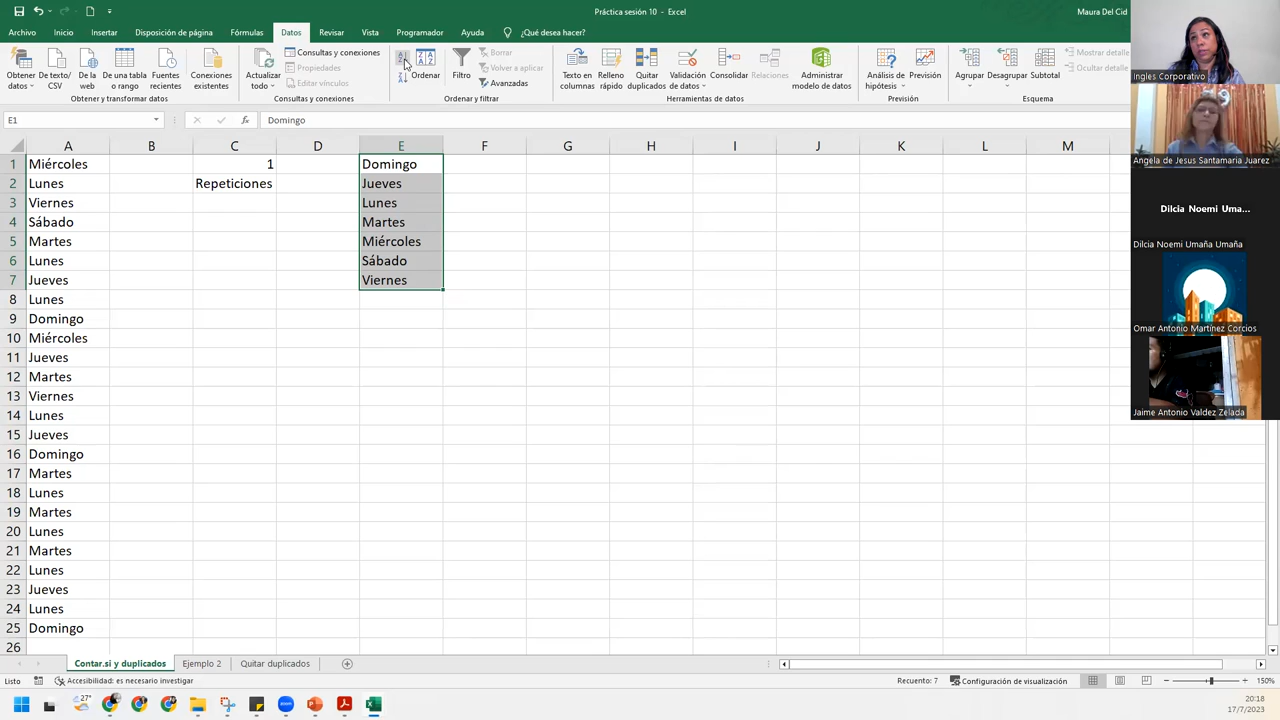 Práctica sesión 10 - Excel
Maura Del Cid
Archivo Inicio Insertar Disposición de página Fórmulas Datos Revisar Vista Programador Ayuda ¿Qué desea hacer?
Obtener datos
De texto/CSV
De la web
De una tabla o rango
Fuentes recientes
Conexiones existentes
Obtener y transformar datos
Actualizar todo
Consultas y conexiones
Propiedades
Editar vínculos
Consultas y conexiones
Ordenar
Filtro
Borrar
Volver a aplicar
Avanzadas
Ordenar y filtrar
Texto en columnas
Relleno rápido
Quitar duplicados
Validación de datos
Consolidar
Relaciones
Administrar modelo de datos
Herramientas de datos
Análisis de hipótesis
Previsión
Previsión
Agrupar
Desagrupar
Subtotal
Mostrar detalle
Ocultar detalle
Esquema
E1 fx Domingo
A B C D E F G H I J K L M
1 Miércoles 1 Domingo
2 Lunes Repeticiones Jueves
3 Viernes Lunes
4 Sábado Martes
5 Martes Miércoles
6 Lunes Sábado
7 Jueves Viernes
8 Lunes
9 Domingo
10 Miércoles
11 Jueves
12 Martes
13 Viernes
14 Lunes
15 Jueves
16 Domingo
17 Martes
18 Lunes
19 Martes
20 Lunes
21 Martes
22 Lunes
23 Jueves
24 Lunes
25 Domingo
26
Contar.si y duplicados Ejemplo 2 Quitar duplicados
Listo Accesibilidad: es necesario investigar Recuento: 7 Configuración de visualización 150%
27°
20:18
17/7/2023
Ingles Corporativo
Angela de Jesus Santamaria Juarez
Dilcia Noemi Uma...
Dilcia Noemi Umaña Umaña
Omar Antonio Martínez Corcios
Jaime Antonio Valdez Zelada